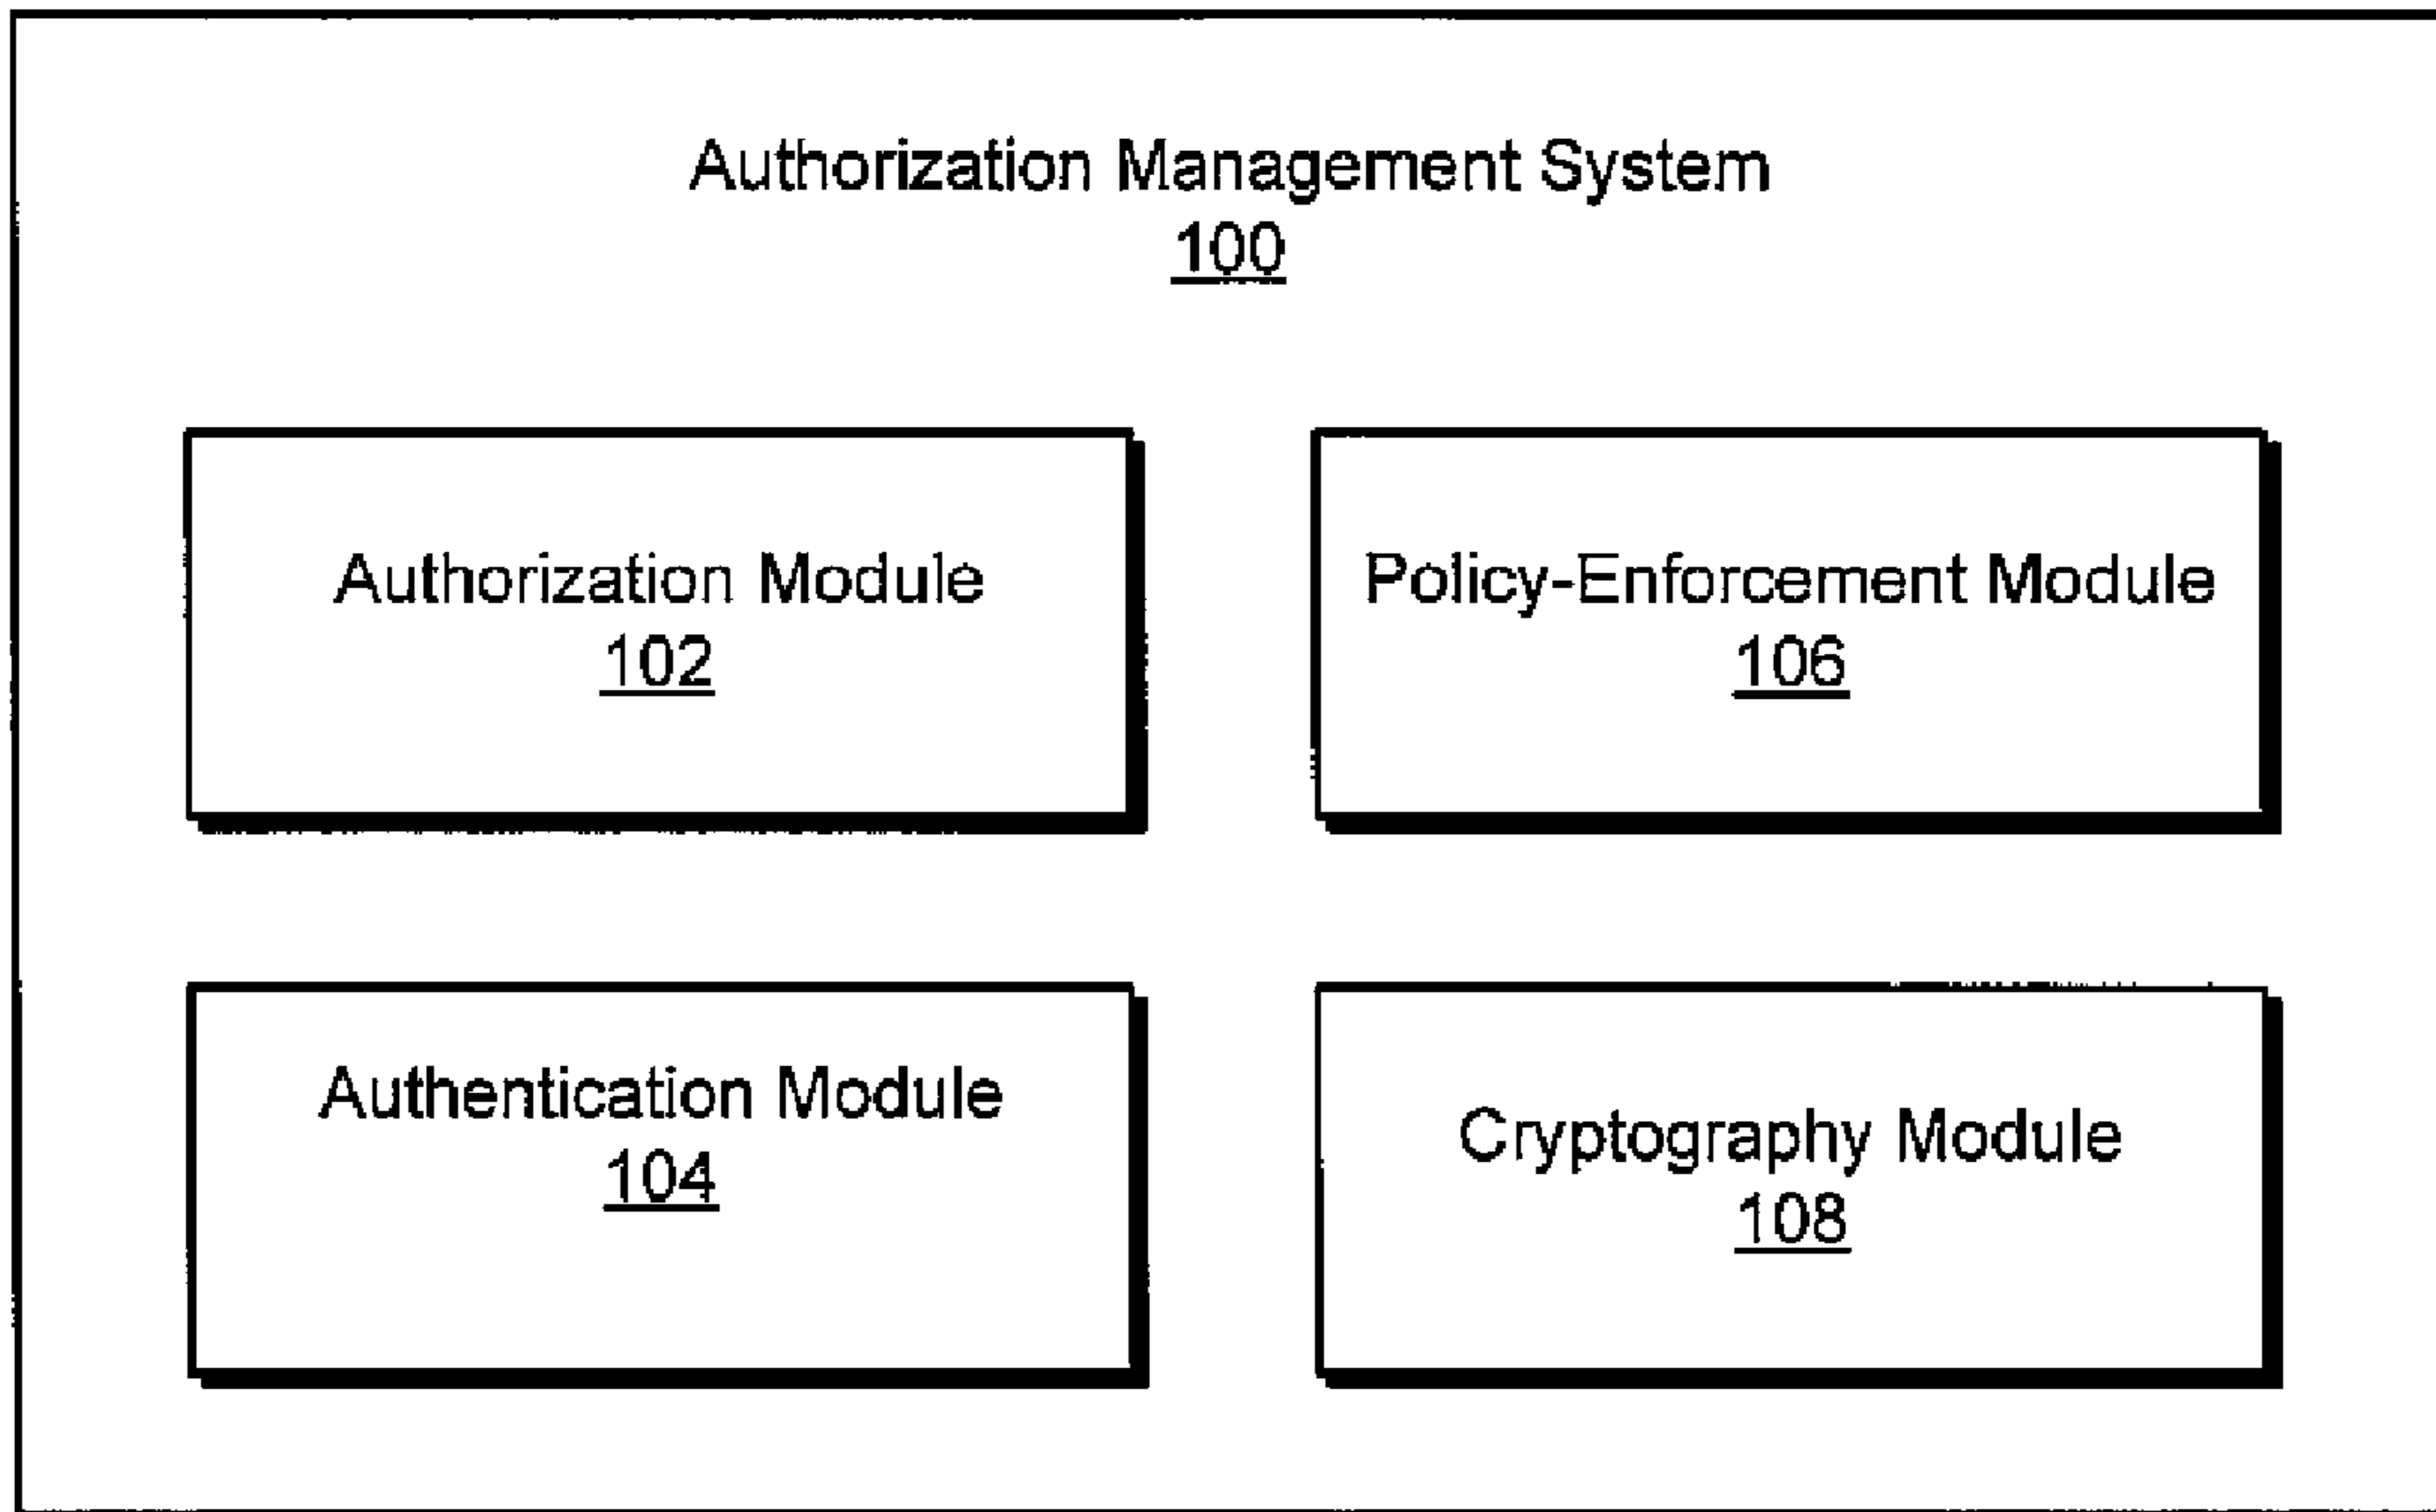 Authorization Management System
100
Authorization Module
102
Policy-Enforcement Module
106
Authentication Module
104
Cryptography Module
108